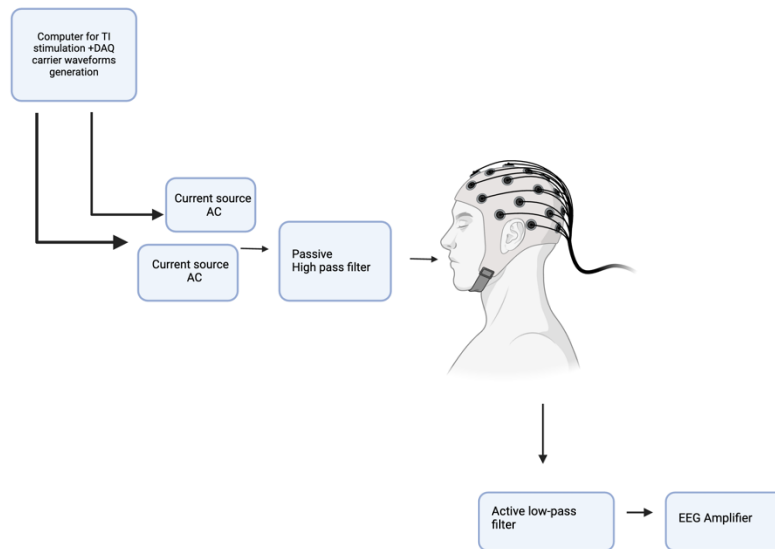 Computer for TI
stimulation +DAQ
carrier waveforms
generation
Current source
AC
Current source
AC
Passive
High pass filter
Active low-pass
filter
EEG Amplifier